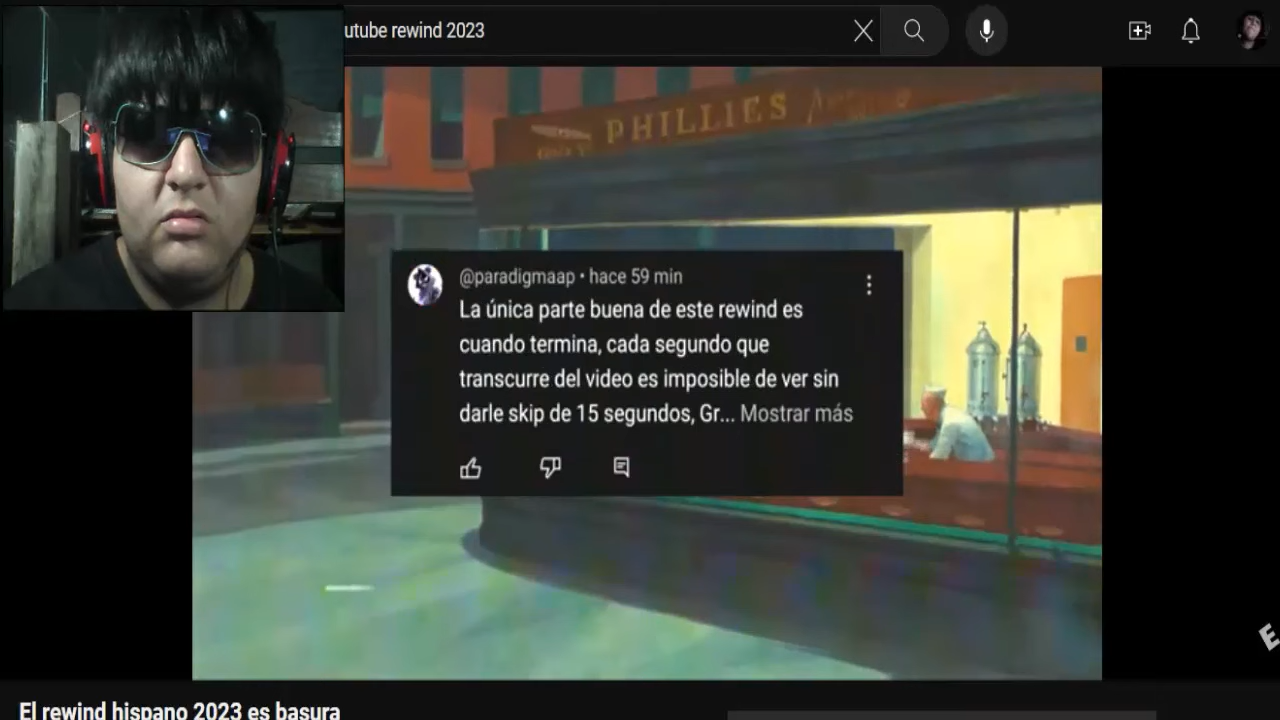 utube rewind 2023
PHILLIES
@paradigmaap • hace 59 min
La única parte buena de este rewind es
cuando termina, cada segundo que
transcurre del video es imposible de ver sin
darle skip de 15 segundos, Gr... Mostrar más
E
El rewind hispano 2023 es basura